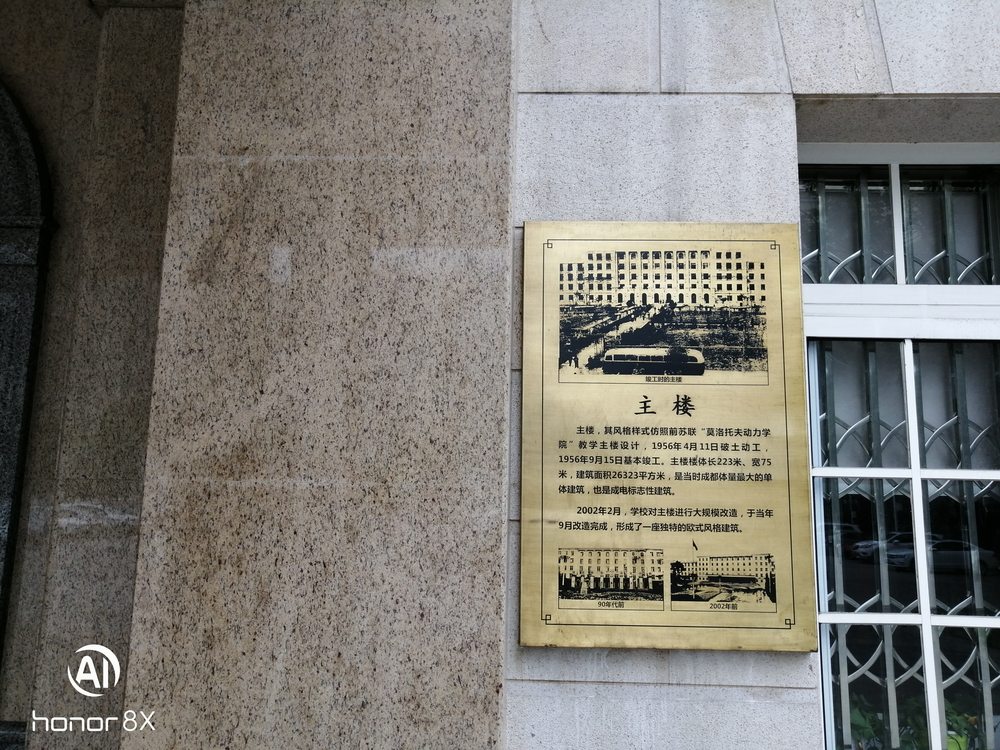 竣工时的主楼
主楼
主楼，其风格样式仿照前苏联“莫洛托夫动力学
院”教学主楼设计，1956年4月11日破土动工，
1956年9月15日基本竣工。主楼楼体长223米、宽75
米，建筑面积26323平方米，是当时成都体量最大的单
体建筑，也是成电标志性建筑。
2002年2月，学校对主楼进行大规模改造，于当年
9月改造完成，形成了一座独特的欧式风格建筑。
90年代前
2002年前
AI
honor 8X